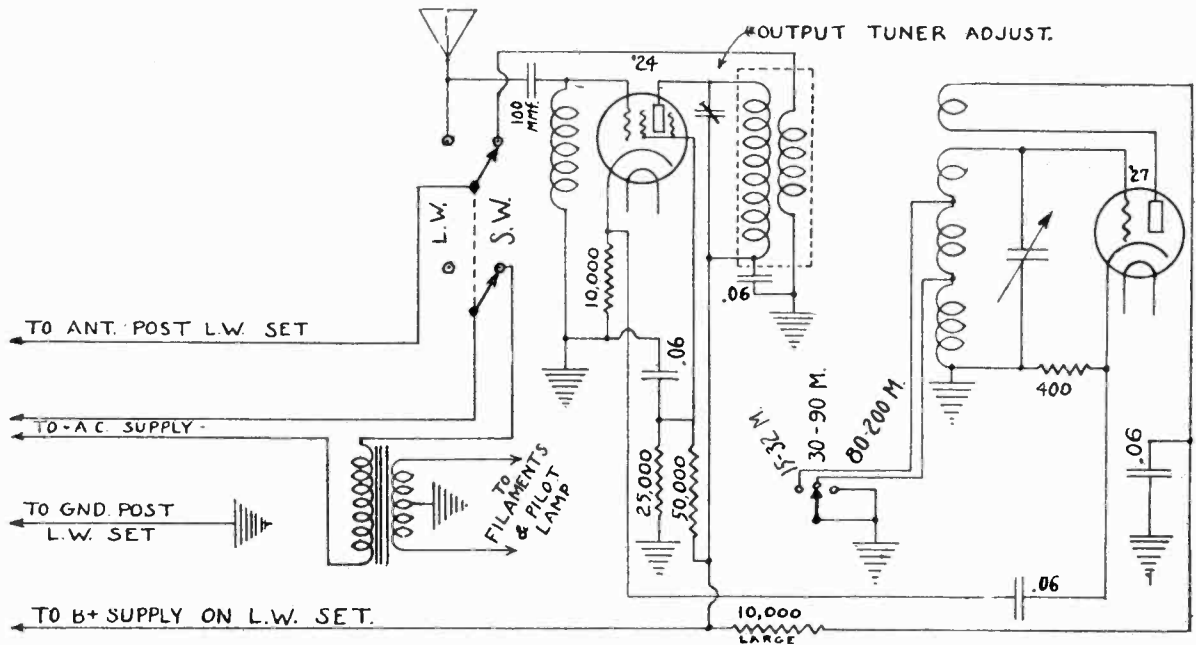 *OUTPUT TUNER ADJUST.
'24
100
MMF.
'27
L.W.
S.W.
10,000
.06
TO ANT. POST L.W. SET
.06
400
15-32 M.
30-90 M.
80-200 M.
TO - A C. SUPPLY -
.06
25,000
50,000
TO
FILAMENTS
& PILOT
LAMP
TO GND. POST
L.W. SET
.06
TO B+ SUPPLY ON L.W. SET.
10,000
LARGE